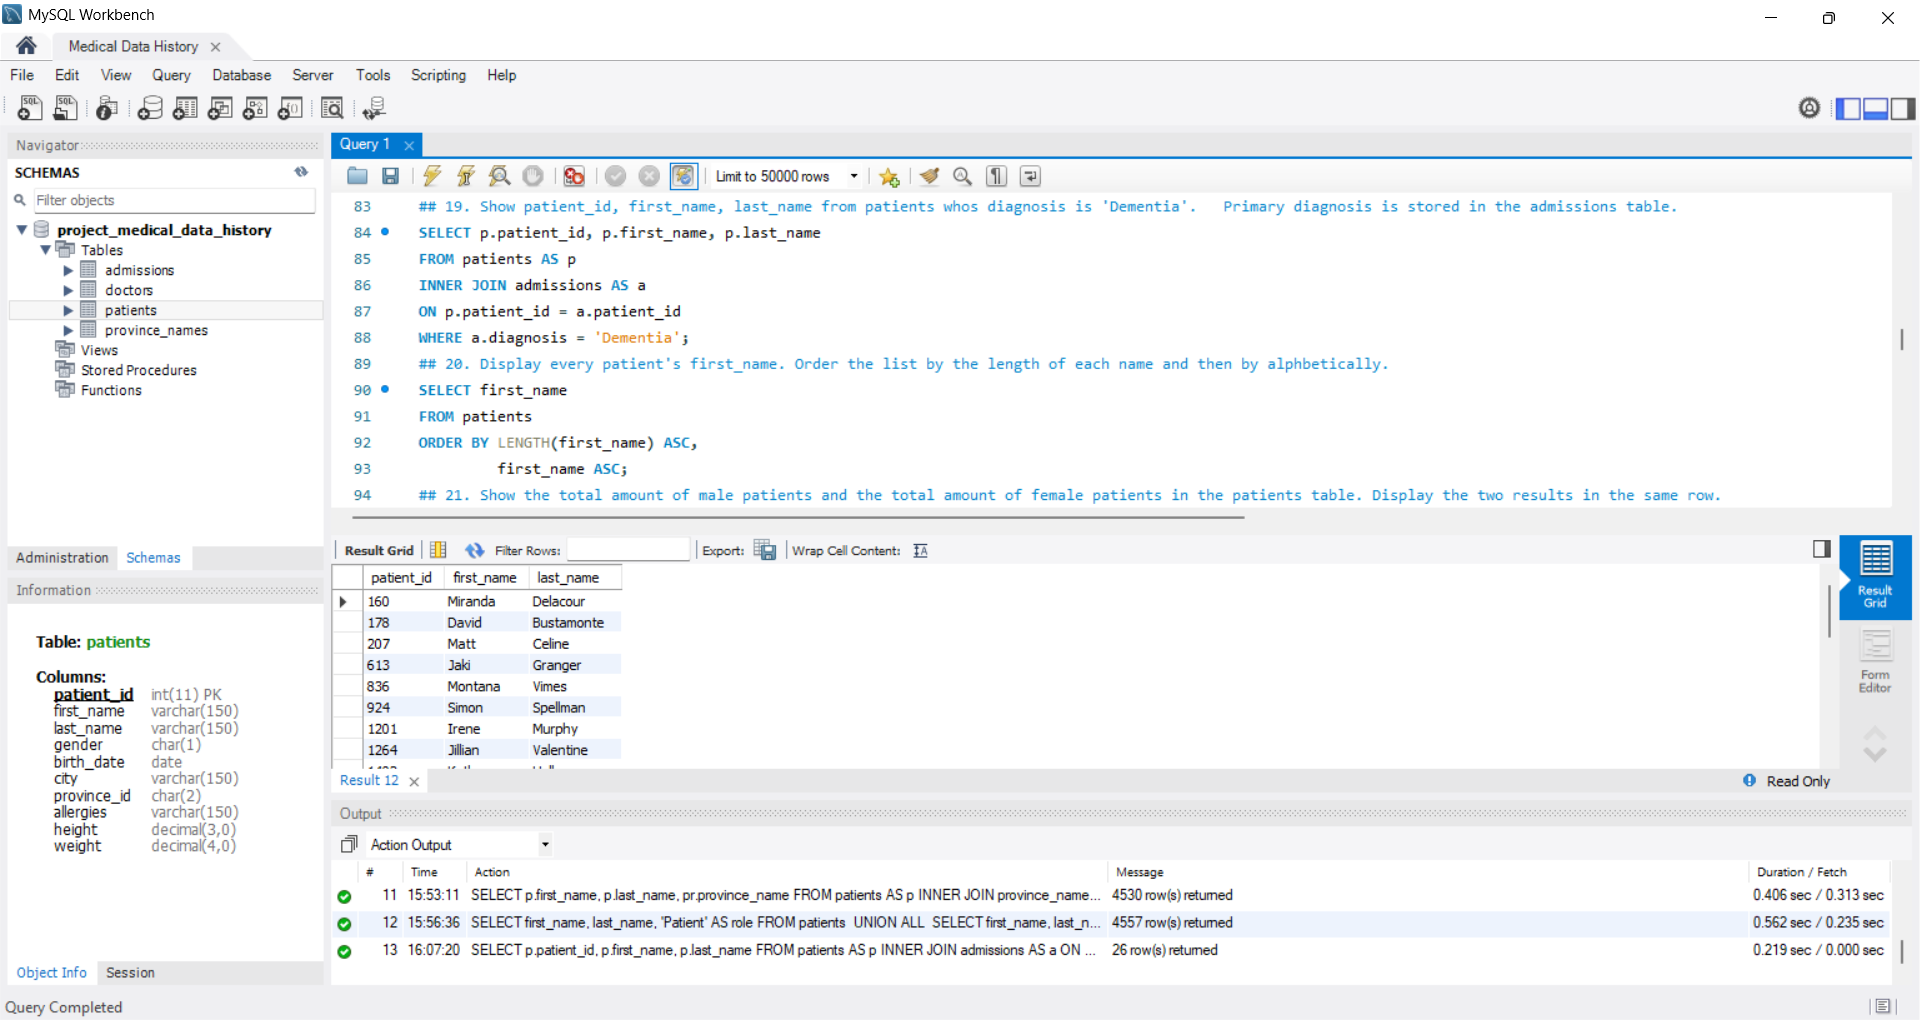 MySQL Workbench
Medical Data History
File Edit View Query Database Server Tools Scripting Help
Navigator
SCHEMAS
Filter objects
project_medical_data_history
Tables
admissions
doctors
patients
province_names
Views
Stored Procedures
Functions
Administration Schemas
Information
Table: patients
Columns:
patient_id int(11) PK
first_name varchar(150)
last_name varchar(150)
gender char(1)
birth_date date
city varchar(150)
province_id char(2)
allergies varchar(150)
height decimal(3,0)
weight decimal(4,0)
Object Info Session
Query 1
Limit to 50000 rows
83 ## 19. Show patient_id, first_name, last_name from patients whos diagnosis is 'Dementia'. Primary diagnosis is stored in the admissions table.
84 SELECT p.patient_id, p.first_name, p.last_name
85 FROM patients AS p
86 INNER JOIN admissions AS a
87 ON p.patient_id = a.patient_id
88 WHERE a.diagnosis = 'Dementia';
89 ## 20. Display every patient's first_name. Order the list by the length of each name and then by alphbetically.
90 SELECT first_name
91 FROM patients
92 ORDER BY LENGTH(first_name) ASC,
93 first_name ASC;
94 ## 21. Show the total amount of male patients and the total amount of female patients in the patients table. Display the two results in the same row.
Result Grid Filter Rows: Export: Wrap Cell Content:
patient_id first_name last_name
160 Miranda Delacour
178 David Bustamonte
207 Matt Celine
613 Jaki Granger
836 Montana Vimes
924 Simon Spellman
1201 Irene Murphy
1264 Jillian Valentine
Result Grid
Form Editor
Result 12
Read Only
Output
Action Output
# Time Action Message Duration / Fetch
11 15:53:11 SELECT p.first_name, p.last_name, pr.province_name FROM patients AS p INNER JOIN province_name... 4530 row(s) returned 0.406 sec / 0.313 sec
12 15:56:36 SELECT first_name, last_name, 'Patient' AS role FROM patients UNION ALL SELECT first_name, last_n... 4557 row(s) returned 0.562 sec / 0.235 sec
13 16:07:20 SELECT p.patient_id, p.first_name, p.last_name FROM patients AS p INNER JOIN admissions AS a ON ... 26 row(s) returned 0.219 sec / 0.000 sec
Query Completed